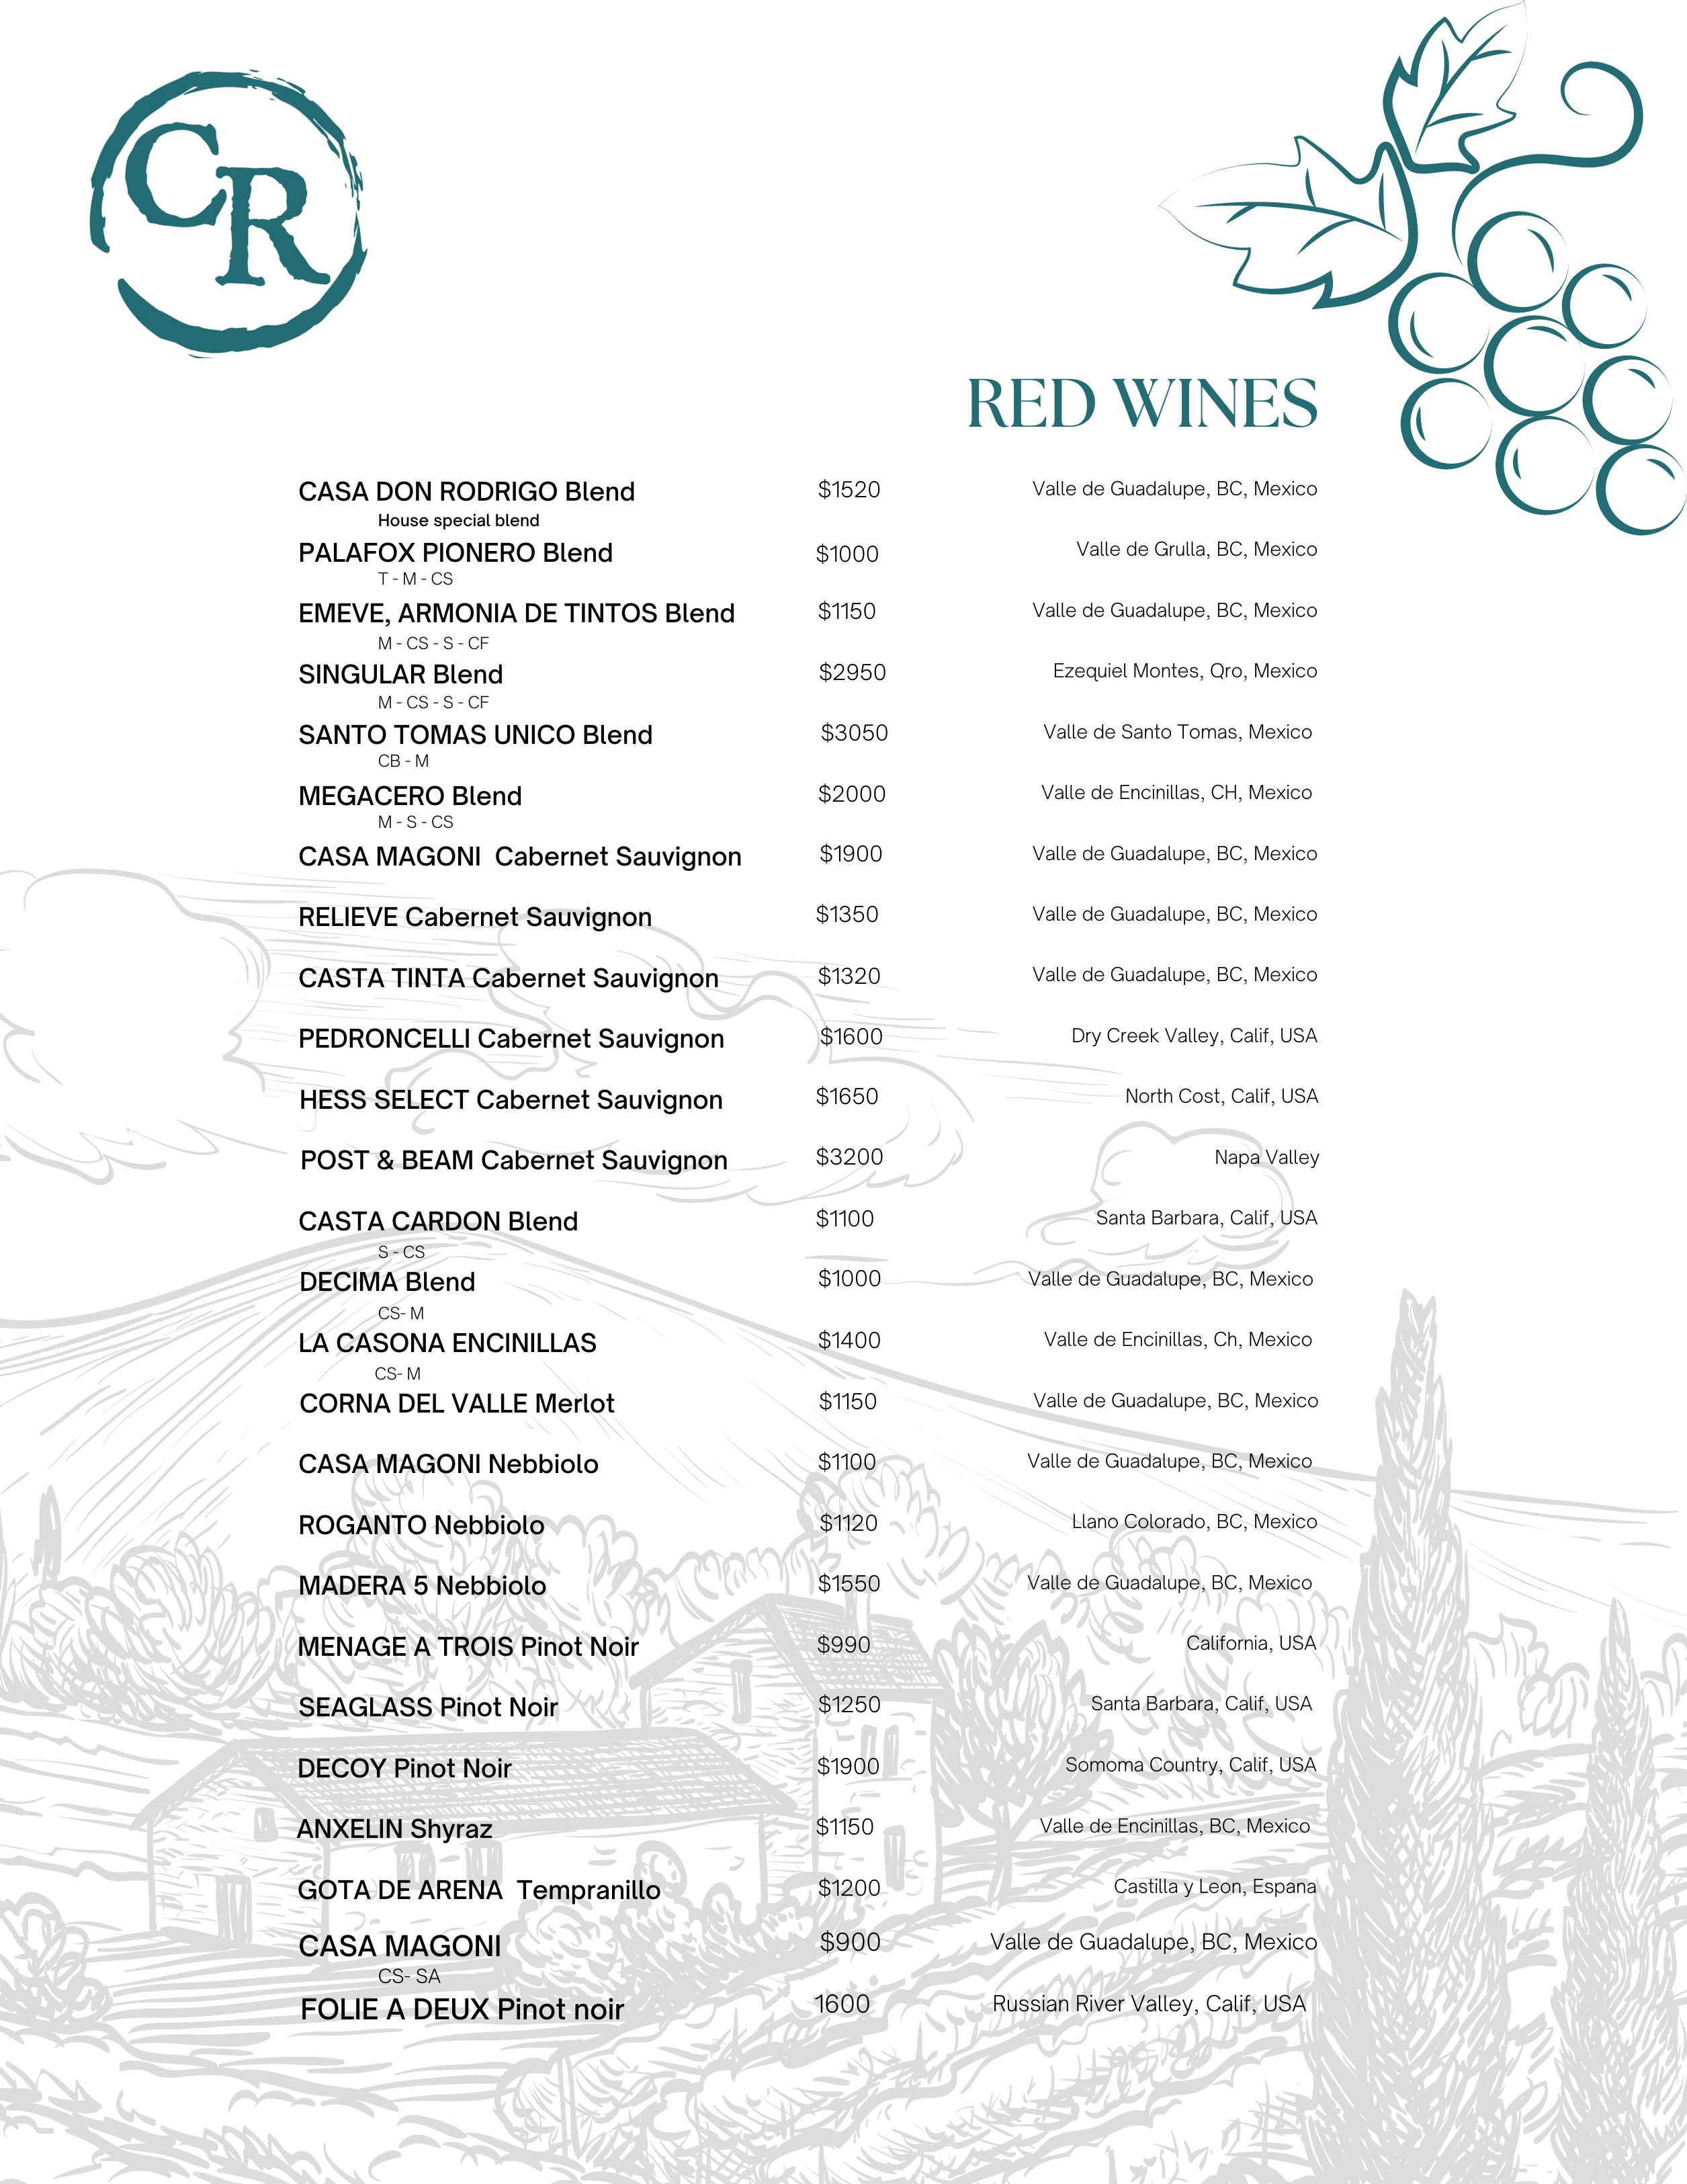 CR
RED WINES
CASA DON RODRIGO Blend $1520 Valle de Guadalupe, BC, Mexico
House special blend
PALAFOX PIONERO Blend $1000 Valle de Grulla, BC, Mexico
T - M - CS
EMEVE, ARMONIA DE TINTOS Blend $1150 Valle de Guadalupe, BC, Mexico
M - CS - S - CF
SINGULAR Blend $2950 Ezequiel Montes, Qro, Mexico
M - CS - S - CF
SANTO TOMAS UNICO Blend $3050 Valle de Santo Tomas, Mexico
CB - M
MEGACERO Blend $2000 Valle de Encinillas, CH, Mexico
M - S - CS
CASA MAGONI Cabernet Sauvignon $1900 Valle de Guadalupe, BC, Mexico
RELIEVE Cabernet Sauvignon $1350 Valle de Guadalupe, BC, Mexico
CASTA TINTA Cabernet Sauvignon $1320 Valle de Guadalupe, BC, Mexico
PEDRONCELLI Cabernet Sauvignon $1600 Dry Creek Valley, Calif, USA
HESS SELECT Cabernet Sauvignon $1650 North Cost, Calif, USA
POST & BEAM Cabernet Sauvignon $3200 Napa Valley
CASTA CARDON Blend $1100 Santa Barbara, Calif, USA
S - CS
DECIMA Blend $1000 Valle de Guadalupe, BC, Mexico
CS- M
LA CASONA ENCINILLAS $1400 Valle de Encinillas, Ch, Mexico
CS- M
CORNA DEL VALLE Merlot $1150 Valle de Guadalupe, BC, Mexico
CASA MAGONI Nebbiolo $1100 Valle de Guadalupe, BC, Mexico
ROGANTO Nebbiolo $1120 Llano Colorado, BC, Mexico
MADERA 5 Nebbiolo $1550 Valle de Guadalupe, BC, Mexico
MENAGE A TROIS Pinot Noir $990 California, USA
SEAGLASS Pinot Noir $1250 Santa Barbara, Calif, USA
DECOY Pinot Noir $1900 Somoma Country, Calif, USA
ANXELIN Shyraz $1150 Valle de Encinillas, BC, Mexico
GOTA DE ARENA Tempranillo $1200 Castilla y Leon, Espana
CASA MAGONI $900 Valle de Guadalupe, BC, Mexico
CS- SA
FOLIE A DEUX Pinot noir 1600 Russian River Valley, Calif, USA